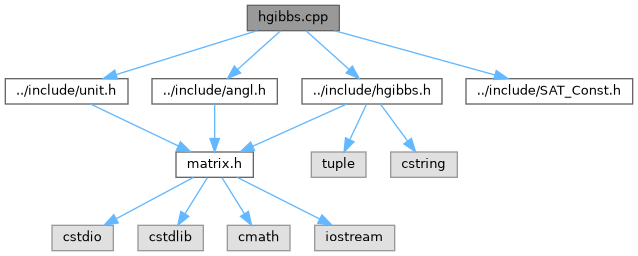 hgibbs.cpp
../include/unit.h
../include/angl.h
../include/hgibbs.h
../include/SAT_Const.h
matrix.h
tuple
cstring
cstdio
cstdlib
cmath
iostream